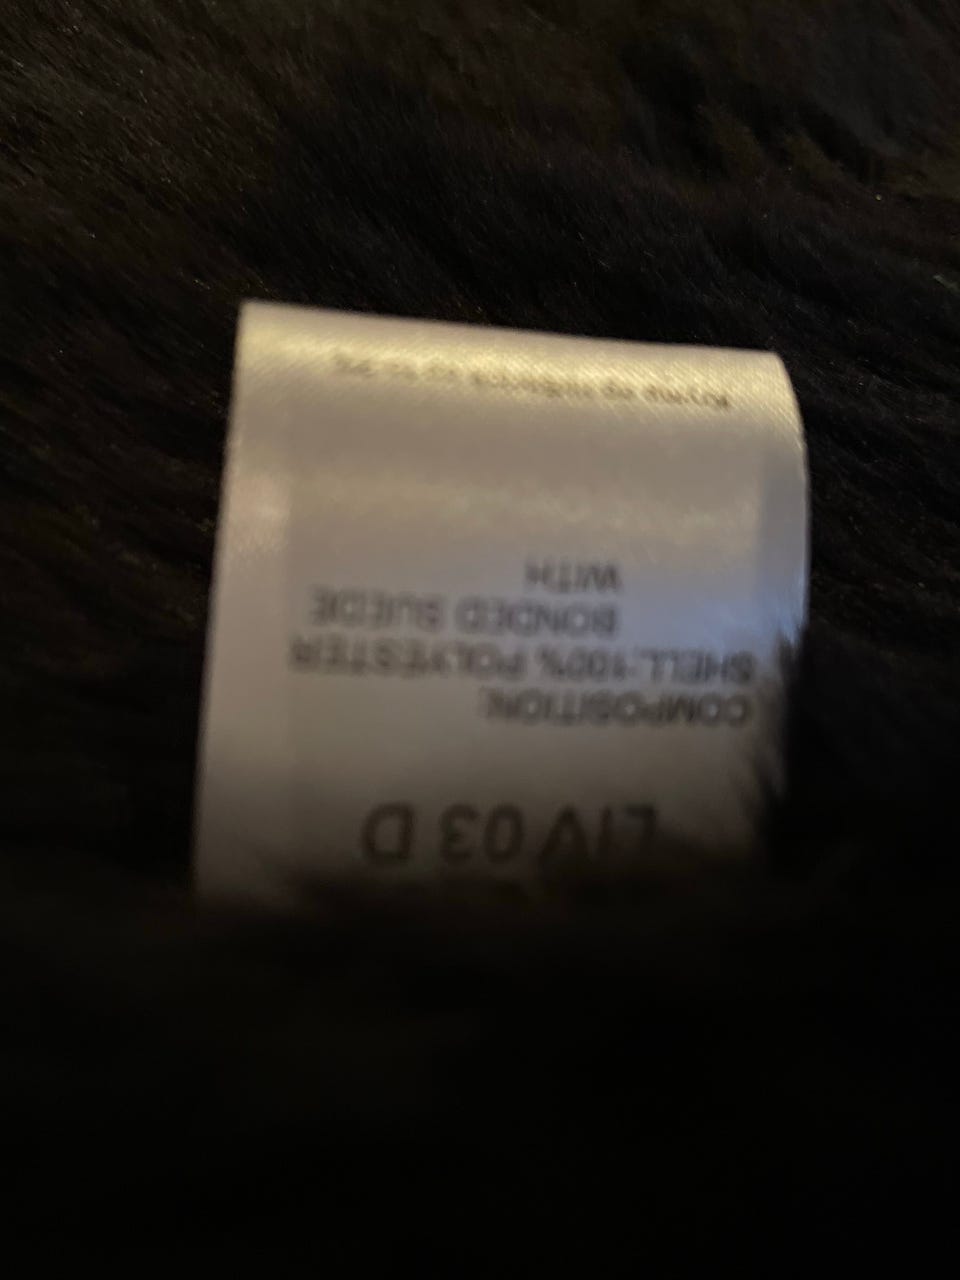 LIV 03 D
COMPOSITION:
SHELL:100% POLYESTER
BONDED SUEDE
WITH